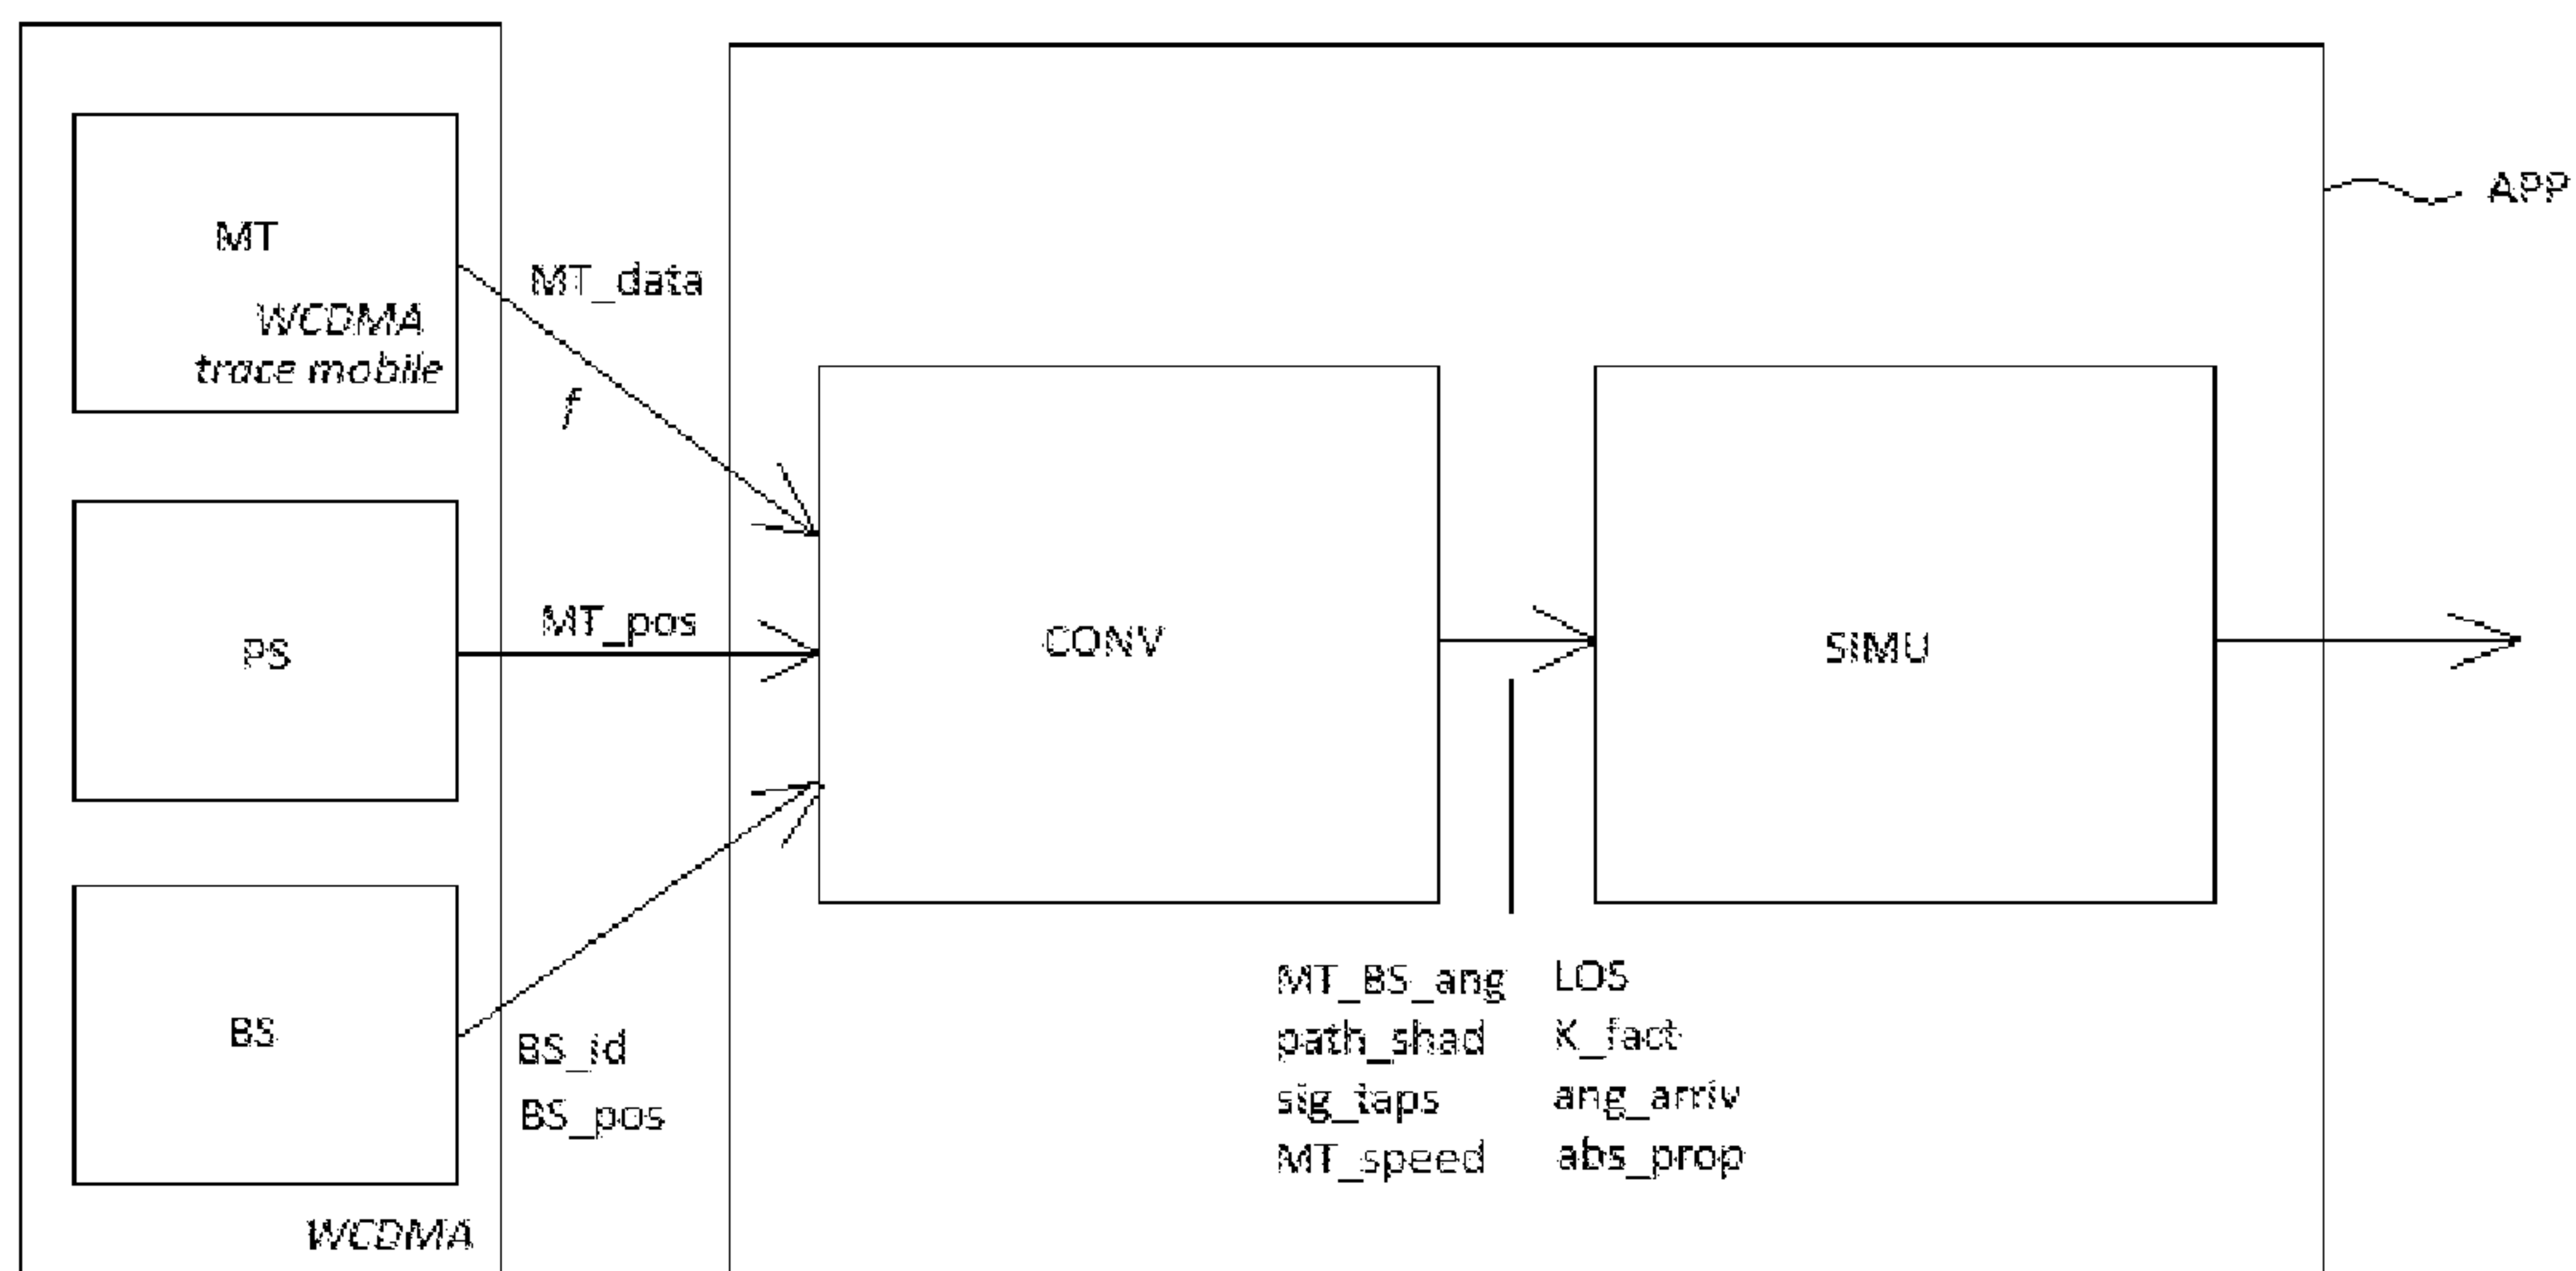 APP
MT
WCDMA
trace mobile
MT_data
f
PS
MT_pos
CONV
SIMU
BS
BS_id
BS_pos
WCDMA
MT_BS_ang LOS
path_shad K_fact
sig_taps ang_arriv
MT_speed abs_prop